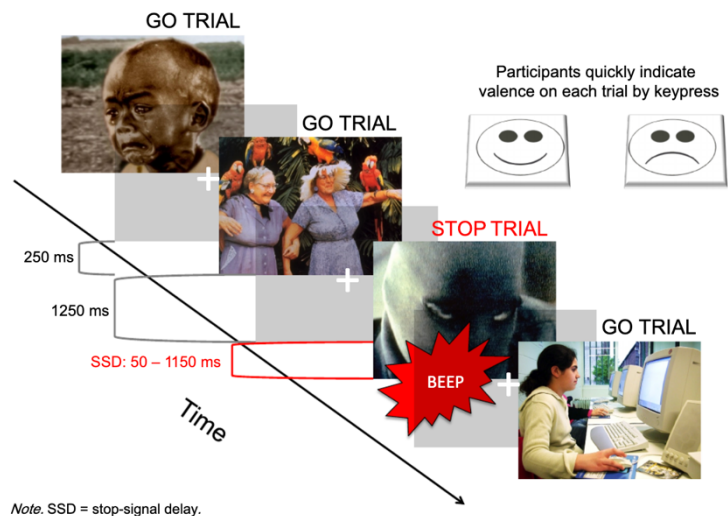 GO TRIAL
Participants quickly indicate
valence on each trial by keypress
GO TRIAL
STOP TRIAL
250 ms
1250 ms
GO TRIAL
SSD: 50 – 1150 ms
BEEP
Time
Note. SSD = stop-signal delay.